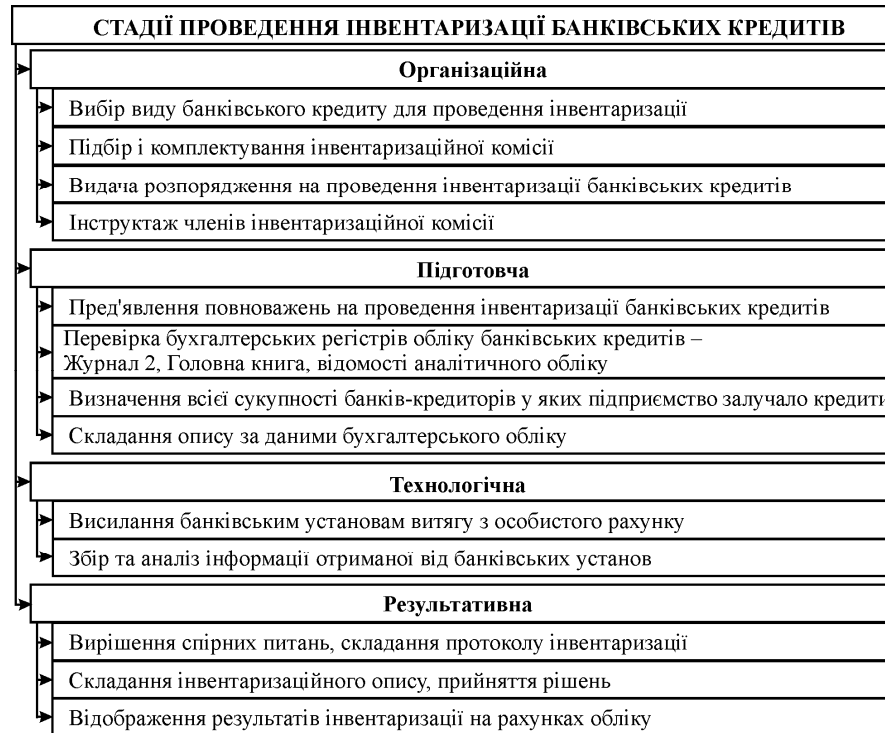 СТАДІЇ ПРОВЕДЕННЯ ІНВЕНТАРИЗАЦІЇ БАНКІВСЬКИХ КРЕДИТІВ
Організаційна
Вибір виду банківського кредиту для проведення інвентаризації
Підбір і комплектування інвентаризаційної комісії
Видача розпорядження на проведення інвентаризації банківських кредитів
Інструктаж членів інвентаризаційної комісії
Підготовча
Пред'явлення повноважень на проведення інвентаризації банківських кредитів
Перевірка бухгалтерських регістрів обліку банківських кредитів –
Журнал 2, Головна книга, відомості аналітичного обліку
Визначення всієї сукупності банків-кредиторів у яких підприємство залучало кредити
Складання опису за даними бухгалтерського обліку
Технологічна
Висилання банківським установам витягу з особистого рахунку
Збір та аналіз інформації отриманої від банківських установ
Результативна
Вирішення спірних питань, складання протоколу інвентаризації
Складання інвентаризаційного опису, прийняття рішень
Відображення результатів інвентаризації на рахунках обліку